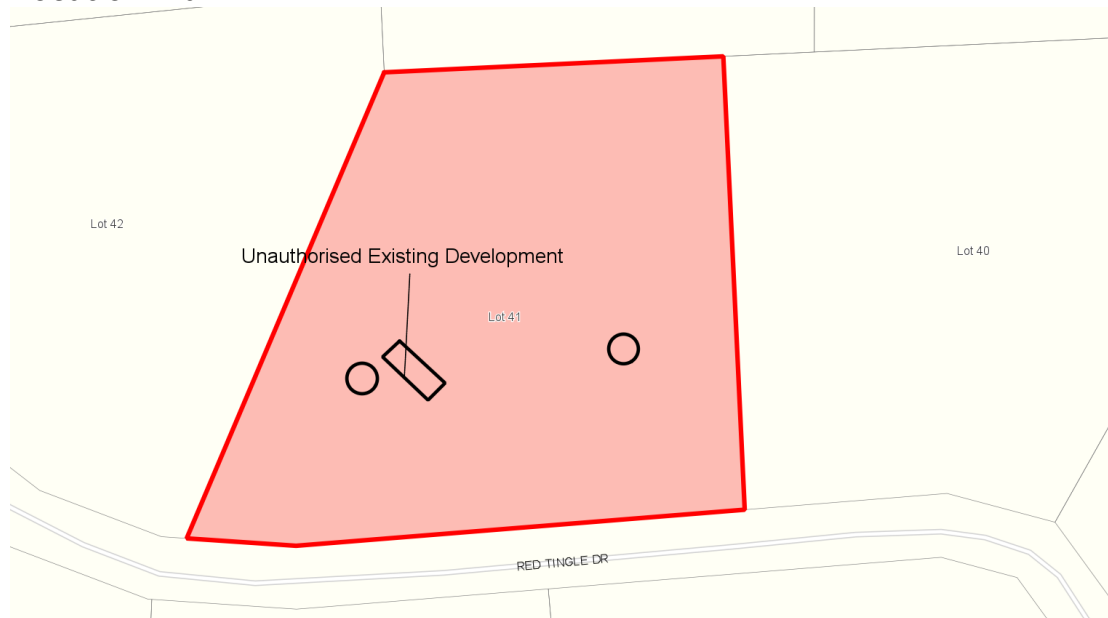 Lot 42
Unauthorised Existing Development
Lot 40
Lot 41
RED TINGLE DR